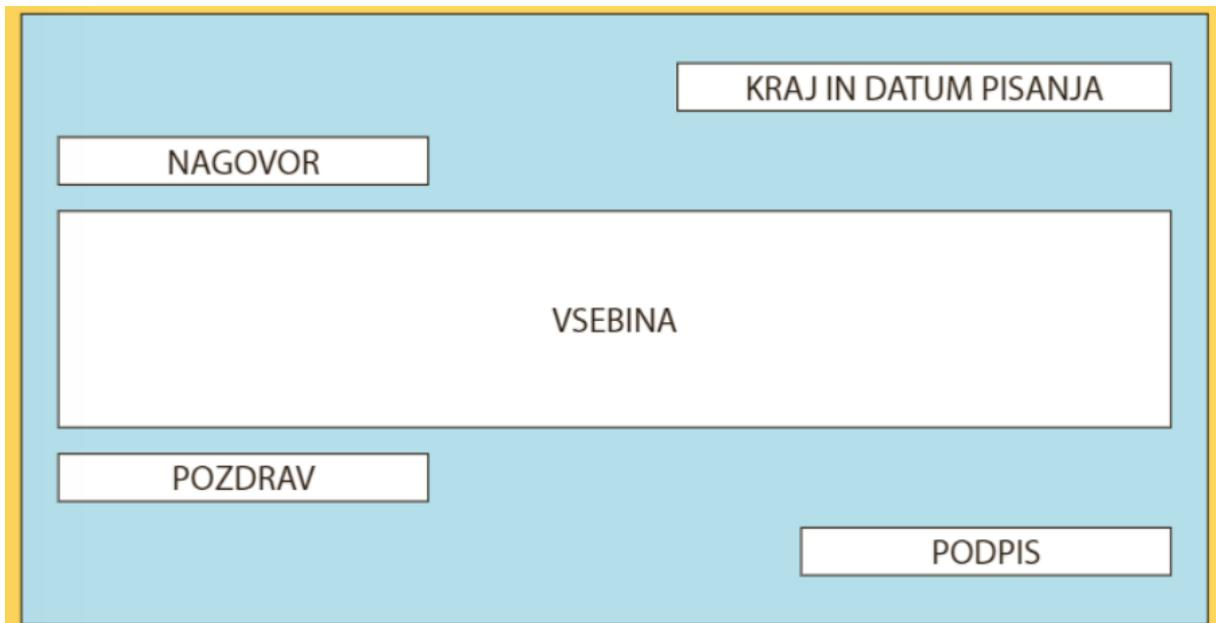 KRAJ IN DATUM PISANJA
NAGOVOR
VSEBINA
POZDRAV
PODPIS